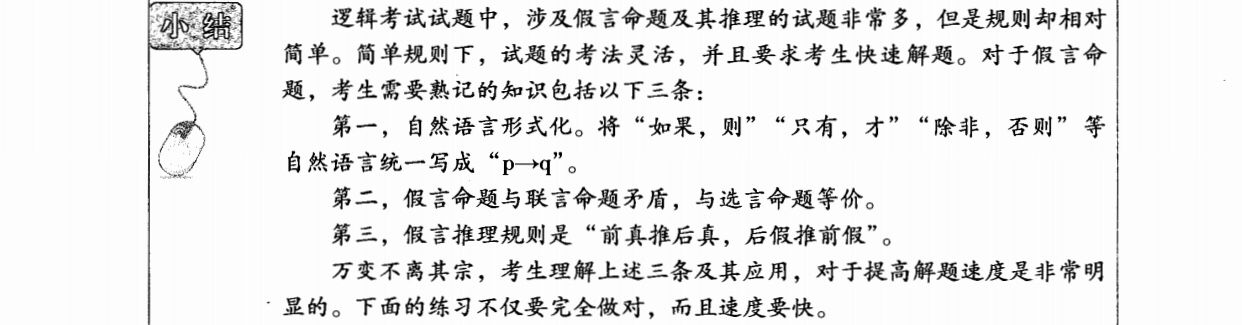 小结
逻辑考试试题中，涉及假言命题及其推理的试题非常多，但是规则却相对
简单。简单规则下，试题的考法灵活，并且要求考生快速解题。对于假言命
题，考生需要熟记的知识包括以下三条：
第一，自然语言形式化。将“如果，则”“只有，才”“除非，否则”等
自然语言统一写成“p→q”。
第二，假言命题与联言命题矛盾，与选言命题等价。
第三，假言推理规则是“前真推后真，后假推前假”。
万变不离其宗，考生理解上述三条及其应用，对于提高解题速度是非常明
显的。下面的练习不仅要完全做对，而且速度要快。